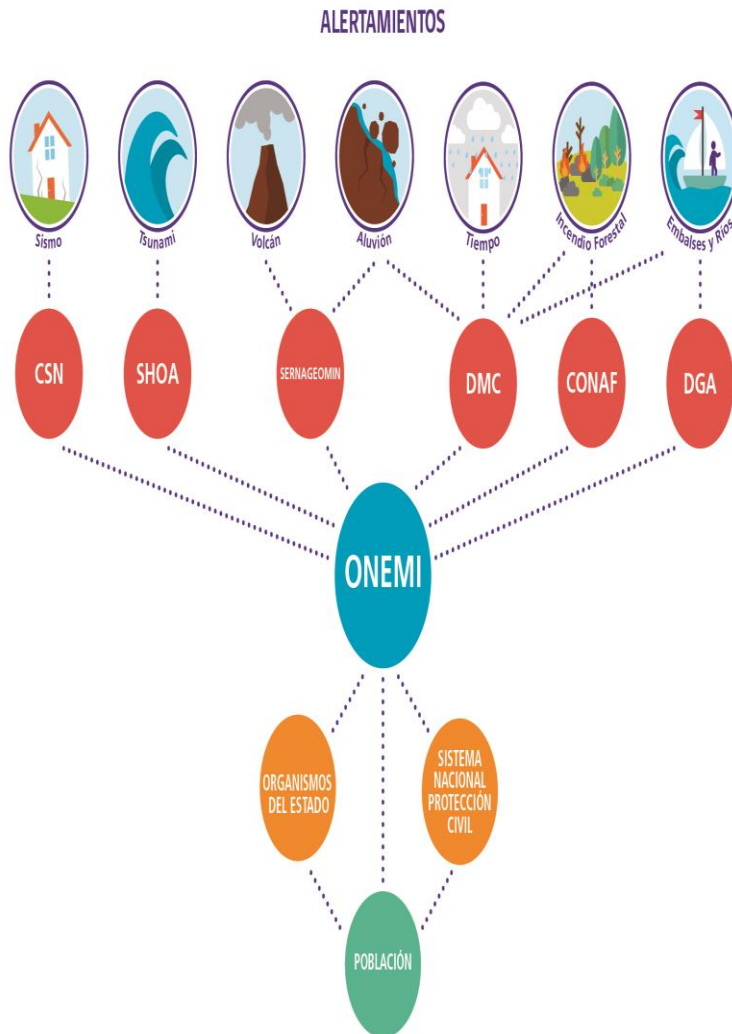 ALERTAMIENTOS
Sismo
Tsunami
Volcán
Aluvión
Tiempo
Incendio Forestal
Embalses y Ríos
CSN
SHOA
SERNAGEOMIN
DMC
CONAF
DGA
ONEMI
ORGANISMOS
DEL ESTADO
SISTEMA
NACIONAL
PROTECCIÓN
CIVIL
POBLACIÓN